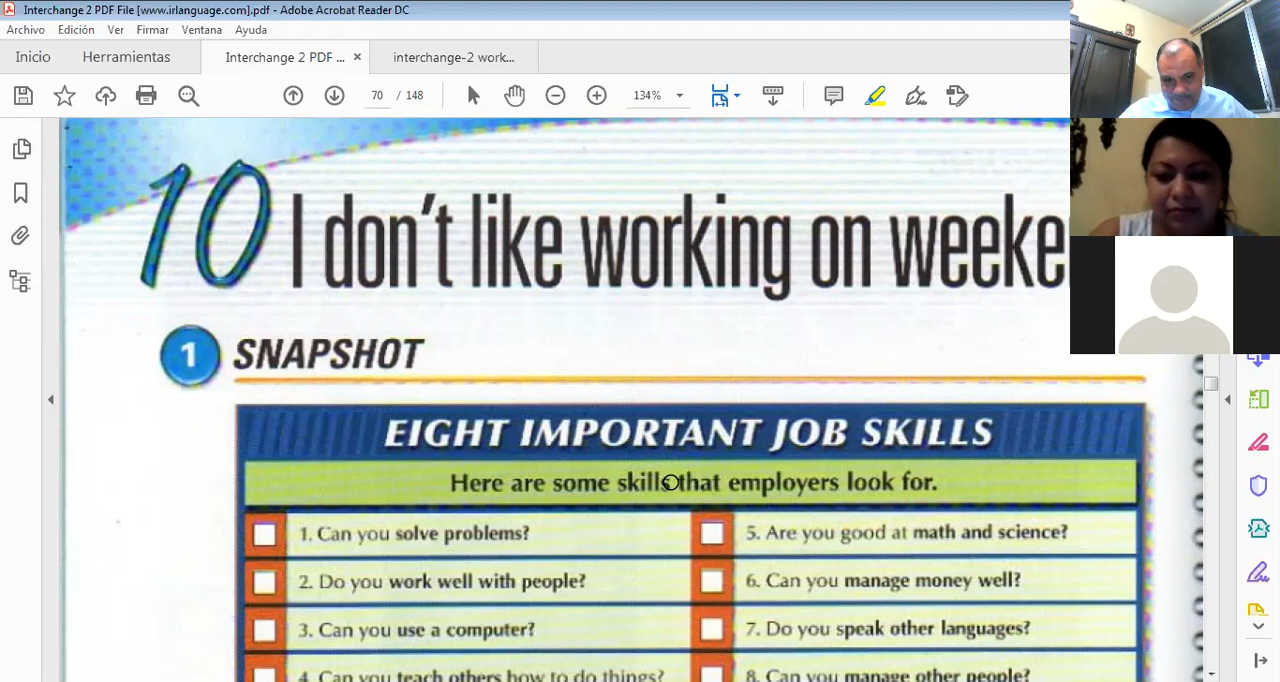 Interchange 2 PDF File [www.irlanguage.com].pdf - Adobe Acrobat Reader DC
Archivo Edición Ver Firmar Ventana Ayuda
Inicio Herramientas Interchange 2 PDF ... × interchange-2 work...
70 / 148 134%
10 I don't like working on weeke
1 SNAPSHOT
EIGHT IMPORTANT JOB SKILLS
Here are some skills that employers look for.
1. Can you solve problems?
2. Do you work well with people?
3. Can you use a computer?
4. Can you teach others how to do things?
5. Are you good at math and science?
6. Can you manage money well?
7. Do you speak other languages?
8. Can you manage other people?